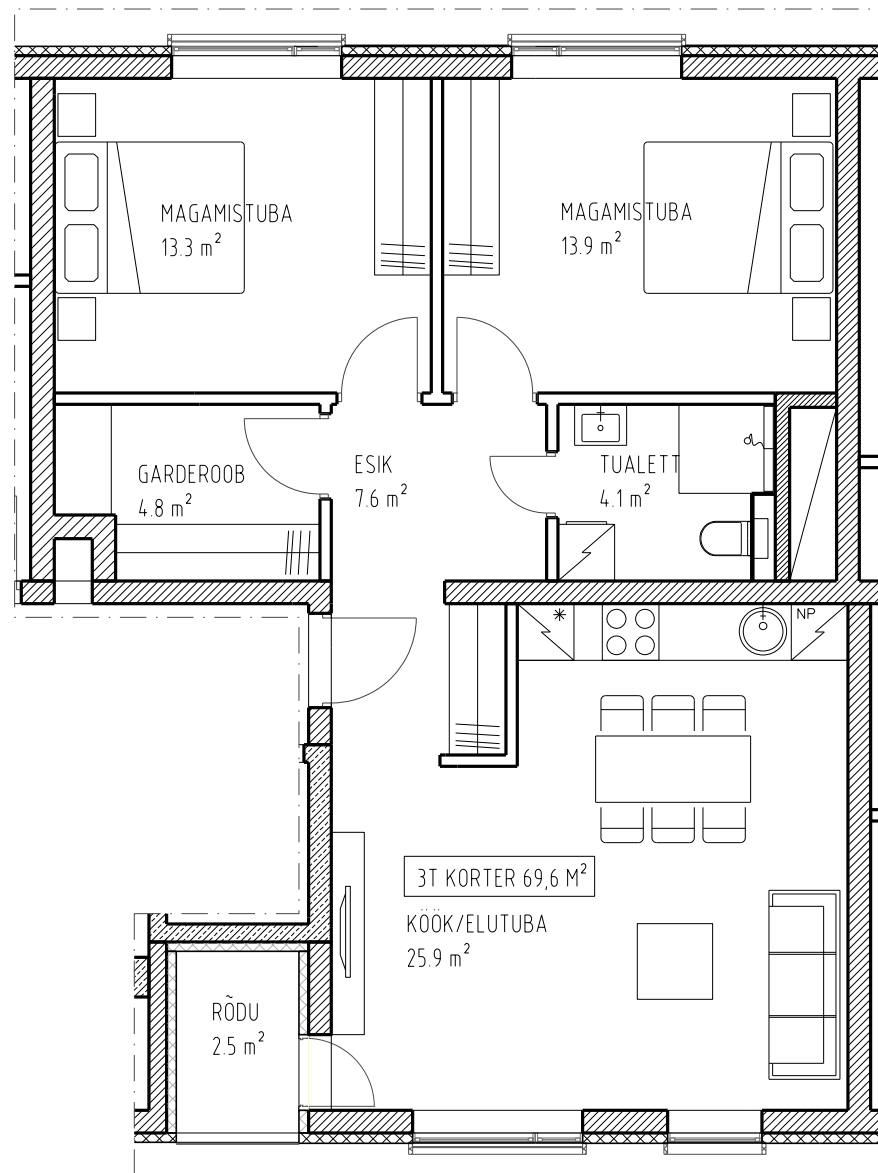 MAGAMISTUBA
13.3 m²
MAGAMISTUBA
13.9 m²
GARDEROOB
4.8 m²
ESIK
7.6 m²
TUALETT
4.1 m²
NP
3T KORTER 69,6 M²
KÖÖK/ELUTUBA
25.9 m²
RÕDU
2.5 m²